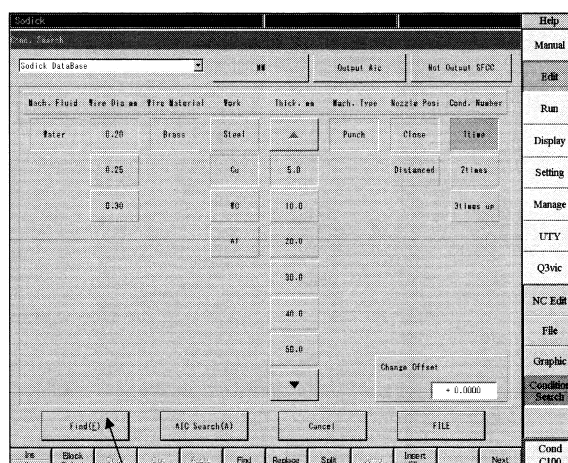 Sodick
Help
Cond. Search
Manual
Sodick DataBase
MM
Output Aic
Not Output SFCC
Edit
Mach. Fluid Wire Dia mm Wire Material Work Thick. mm Mach. Type Nozzle Posi Cond. Number
Run
Water 0.20 Brass Steel Punch Close 1time
Display
0.25 Cu 5.0 Distanced 2times
Setting
0.30 WC 10.0 3times up
Manage
Al 20.0
UTY
30.0
Q3vic
40.0
NC Edit
50.0
File
Change Offset
Graphic
+ 0.0000
Condition
Search
Find(F) AIC Search(A) Cancel FILE
Ins Block Find Replace Split Insert Next
Cond
C100